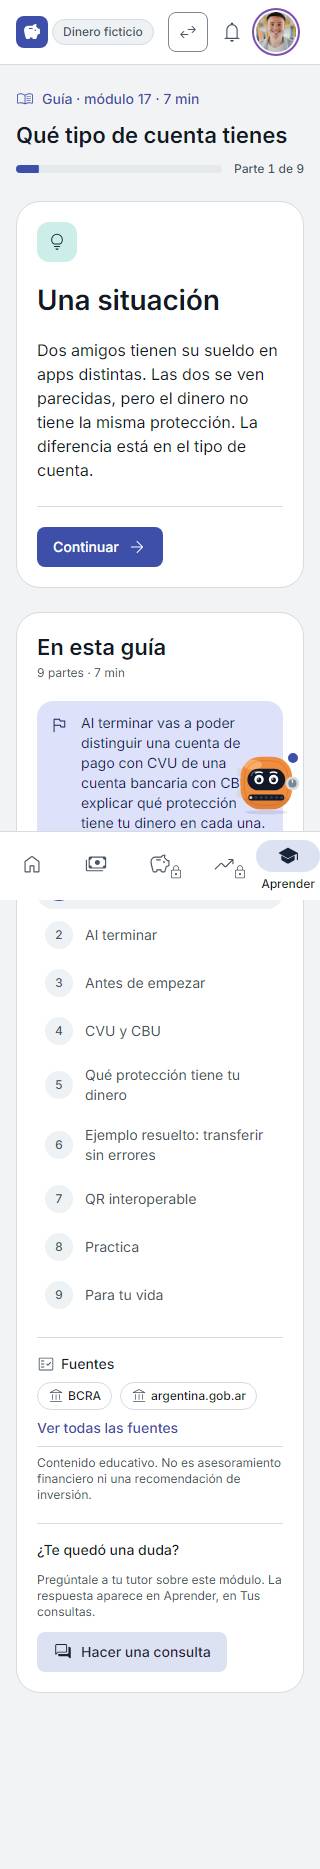 Dinero ficticio
Guía · módulo 17 · 7 min
Qué tipo de cuenta tienes
Parte 1 de 9
Una situación
Dos amigos tienen su sueldo en
apps distintas. Las dos se ven
parecidas, pero el dinero no
tiene la misma protección. La
diferencia está en el tipo de
cuenta.
Continuar
En esta guía
9 partes · 7 min
Al terminar vas a poder
distinguir una cuenta de
pago con CVU de una
cuenta bancaria con
explicar qué protección
tiene tu dinero en cada una.
Aprender
2 Al terminar
3 Antes de empezar
4 CVU y CBU
5 Qué protección tiene tu
dinero
6 Ejemplo resuelto: transferir
sin errores
7 QR interoperable
8 Practica
9 Para tu vida
Fuentes
BCRA argentina.gob.ar
Ver todas las fuentes
Contenido educativo. No es asesoramiento
financiero ni una recomendación de
inversión.
¿Te quedó una duda?
Pregúntale a tu tutor sobre este módulo. La
respuesta aparece en Aprender, en Tus
consultas.
Hacer una consulta